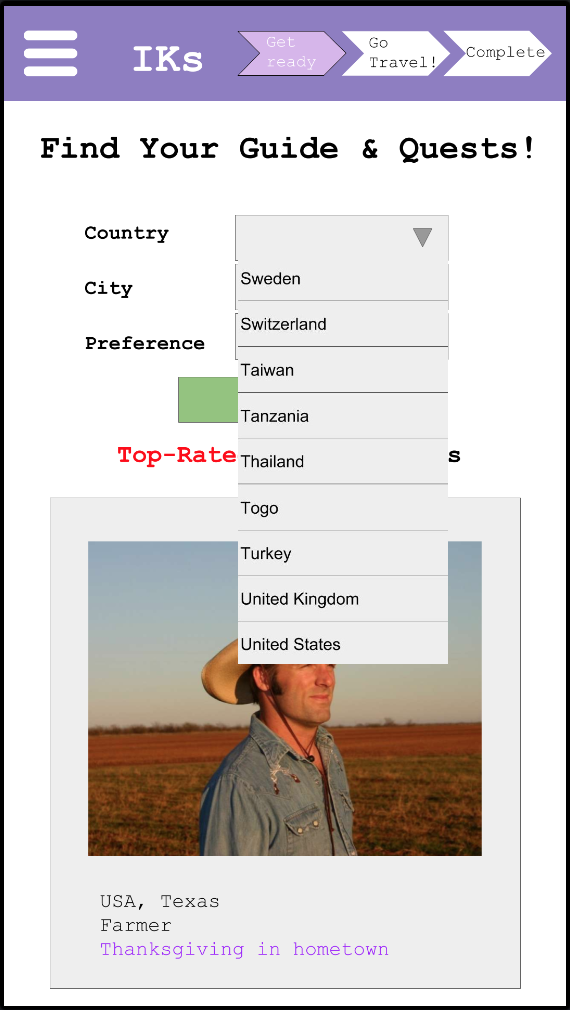 IKs
Get
ready
Go
Travel!
Complete
Find Your Guide & Quests!
Country
City
Preference
Sweden
Switzerland
Taiwan
Tanzania
Thailand
Togo
Turkey
United Kingdom
United States
Top-Rate s
USA, Texas
Farmer
Thanksgiving in hometown